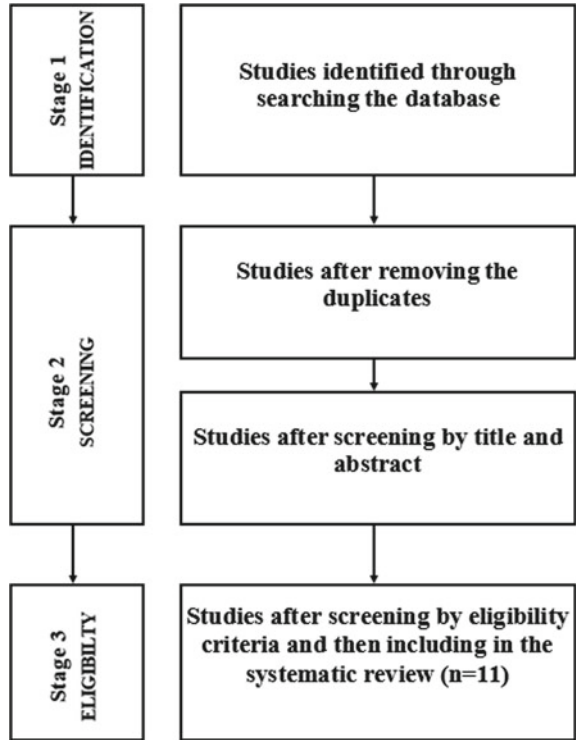 Stage 1
IDENTIFICATION
Studies identified through
searching the database
Stage 2
SCREENING
Studies after removing the
duplicates
Studies after screening by title and
abstract
Stage 3
ELIGIBILTY
Studies after screening by eligibility
criteria and then including in the
systematic review (n=11)